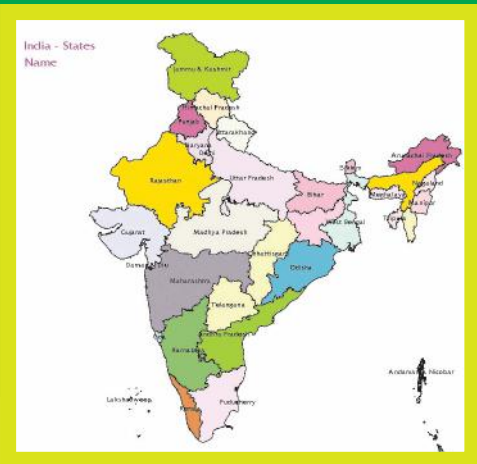 India - States
Name
Jammu & Kashmir
Himachal Pradesh
Punjab
Uttarakhand
Haryana
Delhi
Arunachal Pradesh
Sikkim
Rajasthan
Uttar Pradesh
Bihar
Nagaland
Meghalaya
Manipur
Tripura
West Bengal
Gujarat
Madhya Pradesh
Chhattisgarh
Daman & Diu
Odisha
Maharashtra
Telangana
Andhra Pradesh
Karnataka
Andaman & Nicobar
Lakshadweep
Kerala
Puducherry